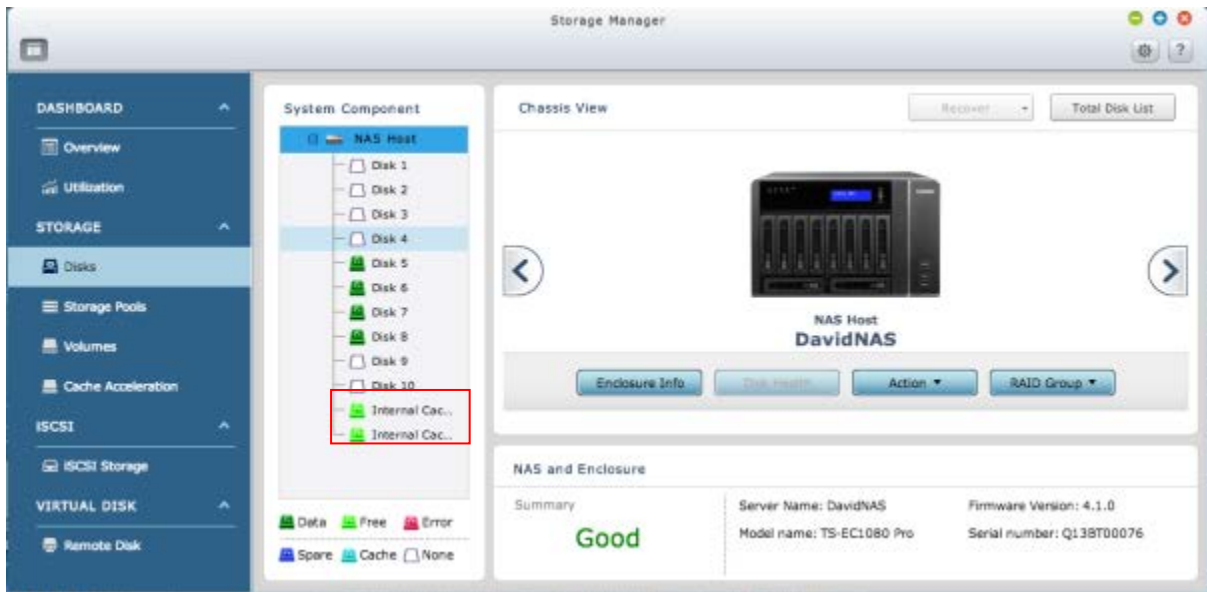 Storage Manager
?
DASHBOARD
Overview
Utilization
STORAGE
Disks
Storage Pools
Volumes
Cache Acceleration
iSCSI
iSCSI Storage
VIRTUAL DISK
Remote Disk
System Component
NAS Host
Disk 1
Disk 2
Disk 3
Disk 4
Disk 5
Disk 6
Disk 7
Disk 8
Disk 9
Disk 10
Internal Cac..
Internal Cac..
Data Free Error
Spare Cache None
Chassis View
Recover
Total Disk List
NAS Host
DavidNAS
Enclosure Info
Disk Health
Action
RAID Group
NAS and Enclosure
Summary
Good
Server Name: DavidNAS
Model name: TS-EC1080 Pro
Firmware Version: 4.1.0
Serial number: Q138T00076